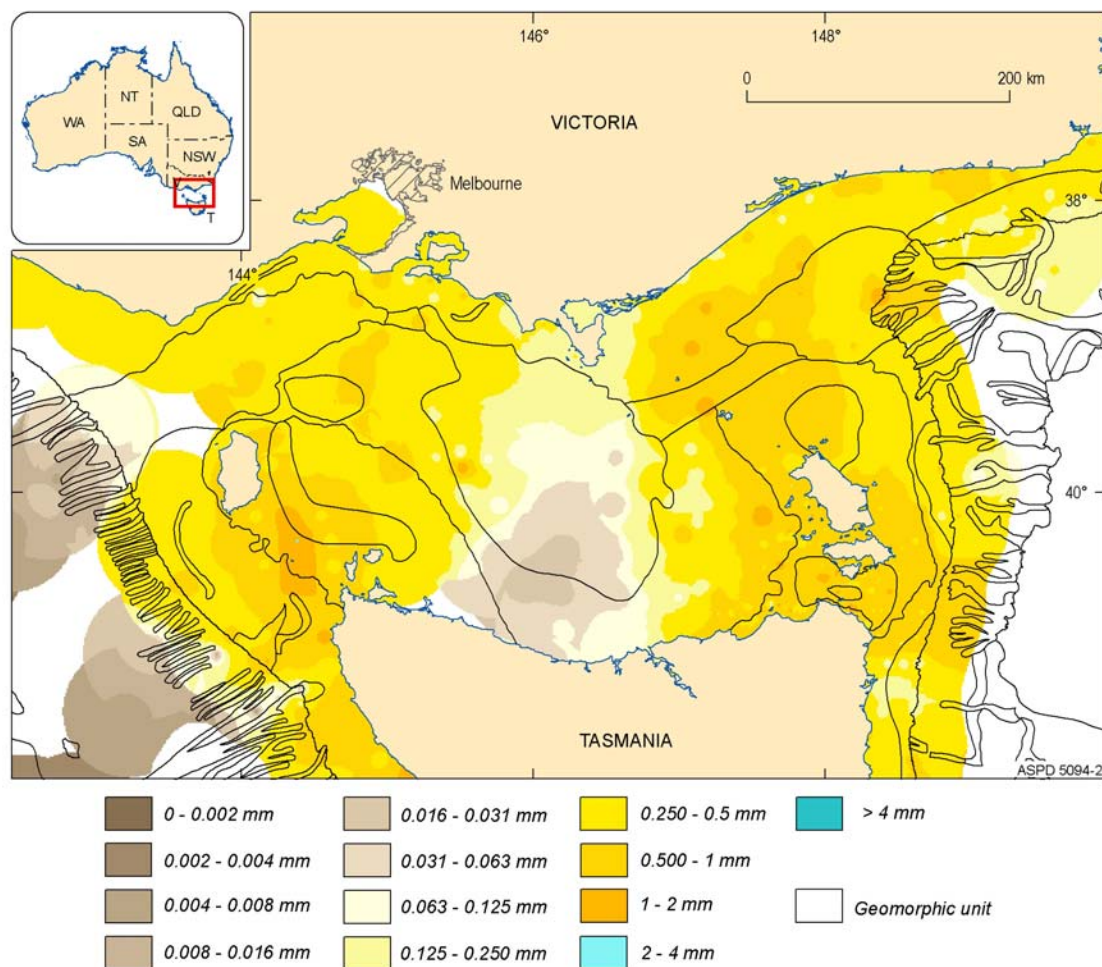 146°
148°
0
200 km
NT
QLD
WA
SA
NSW
T
VICTORIA
Melbourne
38°
144°
40°
TASMANIA
ASPD 5094-2
0 - 0.002 mm
0.002 - 0.004 mm
0.004 - 0.008 mm
0.008 - 0.016 mm
0.016 - 0.031 mm
0.031 - 0.063 mm
0.063 - 0.125 mm
0.125 - 0.250 mm
0.250 - 0.5 mm
0.500 - 1 mm
1 - 2 mm
2 - 4 mm
> 4 mm
Geomorphic unit